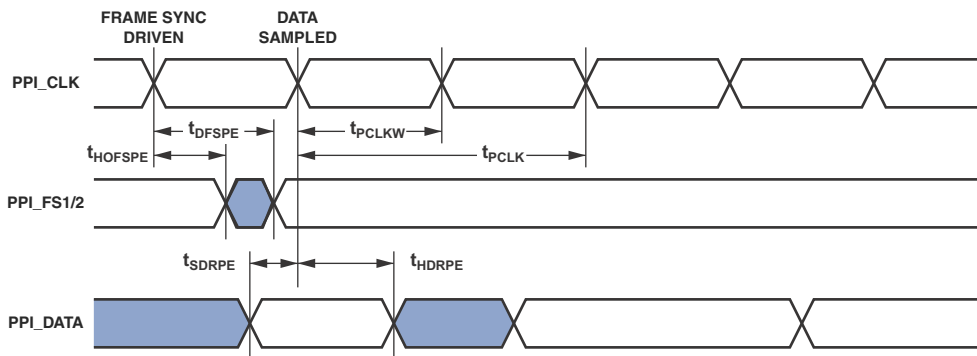 FRAME SYNC
DRIVEN
DATA
SAMPLED
PPI_CLK
tDFSPE
tPCLKW
tHOFSPE
tPCLK
PPI_FS1/2
tSDRPE
tHDRPE
PPI_DATA